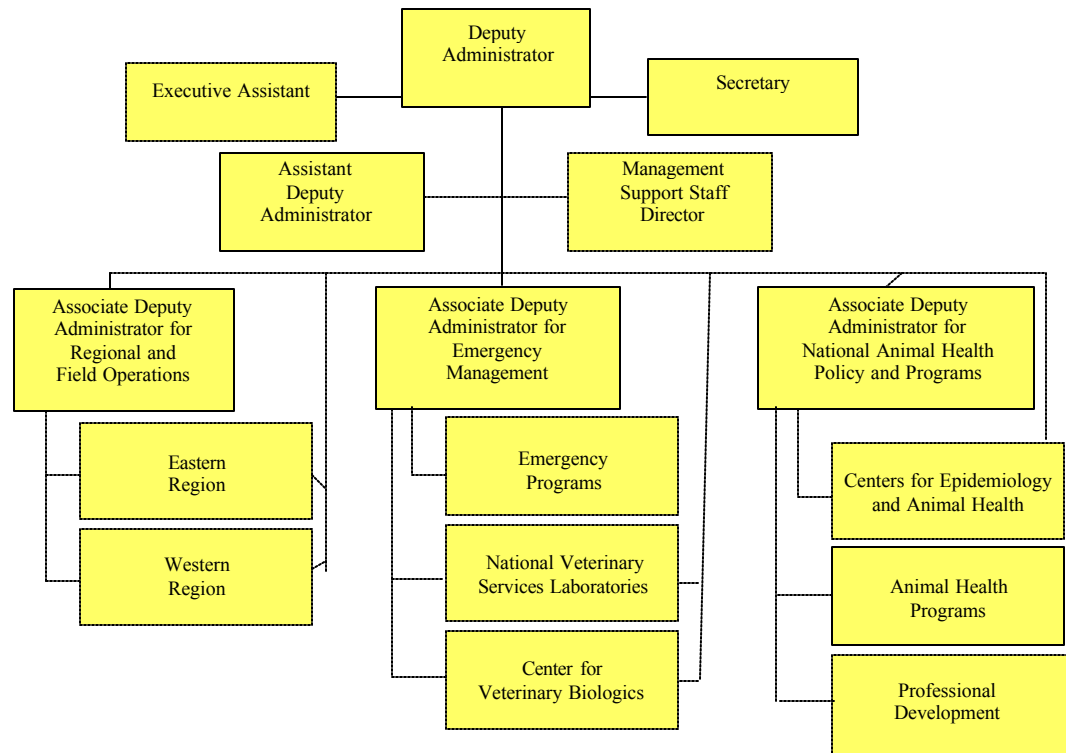 Deputy
Administrator
Executive Assistant
Secretary
Assistant
Deputy
Administrator
Management
Support Staff
Director
Associate Deputy
Administrator for
Regional and
Field Operations
Associate Deputy
Administrator for
Emergency
Management
Associate Deputy
Administrator for
National Animal Health
Policy and Programs
Eastern
Region
Western
Region
Emergency
Programs
National Veterinary
Services Laboratories
Center for
Veterinary Biologics
Centers for Epidemiology
and Animal Health
Animal Health
Programs
Professional
Development